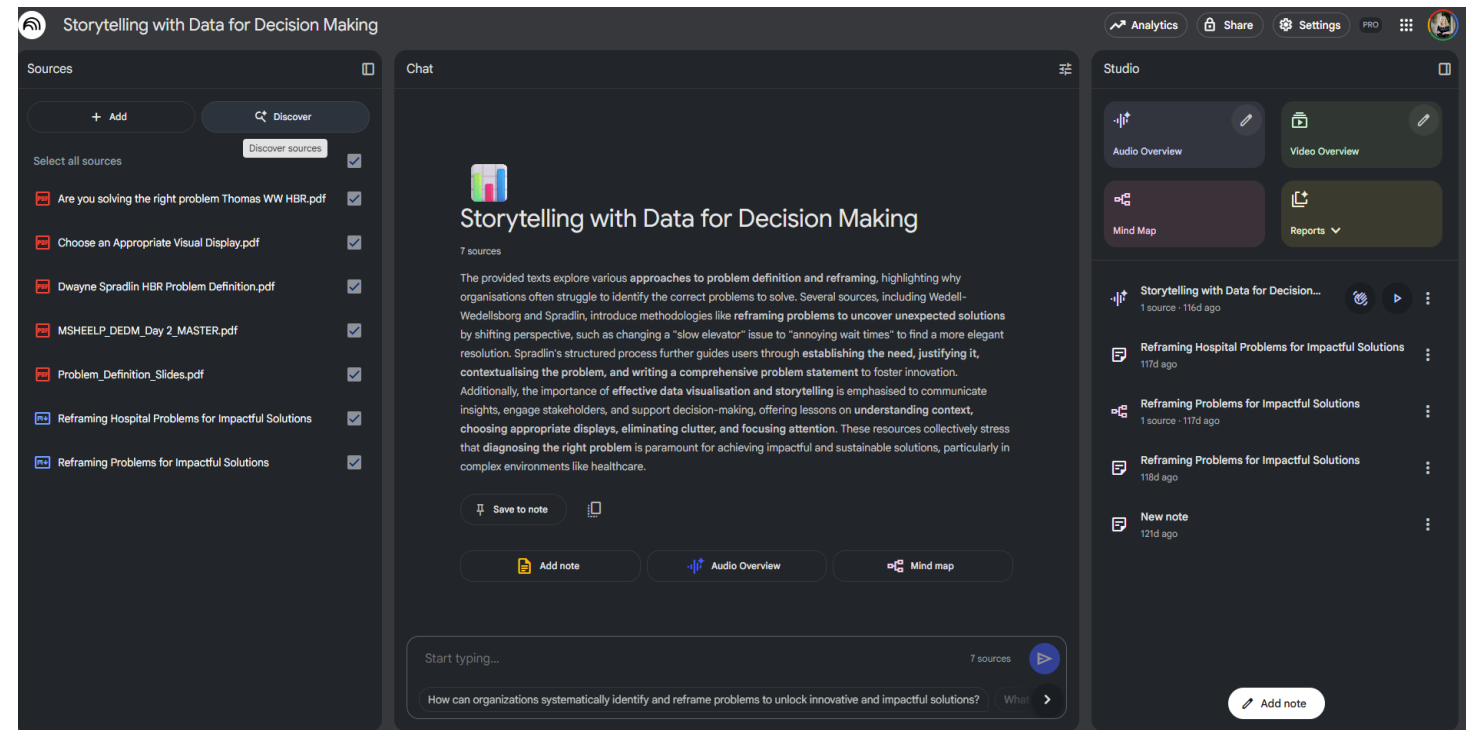 Storytelling with Data for Decision Making
Analytics
Share
Settings
PRO
Sources
+ Add
Discover
Discover sources
Select all sources
PDF
Are you solving the right problem Thomas WW HBR.pdf
PDF
Choose an Appropriate Visual Display.pdf
PDF
Dwayne Spradlin HBR Problem Definition.pdf
PDF
MSHEELP_DEDM_Day 2_MASTER.pdf
PDF
Problem_Definition_Slides.pdf
Reframing Hospital Problems for Impactful Solutions
Reframing Problems for Impactful Solutions
Chat
Storytelling with Data for Decision Making
7 sources
The provided texts explore various approaches to problem definition and reframing, highlighting why
organisations often struggle to identify the correct problems to solve. Several sources, including Wedell-
Wedellsborg and Spradlin, introduce methodologies like reframing problems to uncover unexpected solutions
by shifting perspective, such as changing a "slow elevator" issue to "annoying wait times" to find a more elegant
resolution. Spradlin's structured process further guides users through establishing the need, justifying it,
contextualising the problem, and writing a comprehensive problem statement to foster innovation.
Additionally, the importance of effective data visualisation and storytelling is emphasised to communicate
insights, engage stakeholders, and support decision-making, offering lessons on understanding context,
choosing appropriate displays, eliminating clutter, and focusing attention. These resources collectively stress
that diagnosing the right problem is paramount for achieving impactful and sustainable solutions, particularly in
complex environments like healthcare.
Save to note
Add note
Audio Overview
Mind map
Start typing...
7 sources
How can organizations systematically identify and reframe problems to unlock innovative and impactful solutions?
What
Studio
Audio Overview
Video Overview
Mind Map
Reports
Storytelling with Data for Decision...
1 source · 116d ago
Reframing Hospital Problems for Impactful Solutions
117d ago
Reframing Problems for Impactful Solutions
1 source · 117d ago
Reframing Problems for Impactful Solutions
118d ago
New note
121d ago
Add note